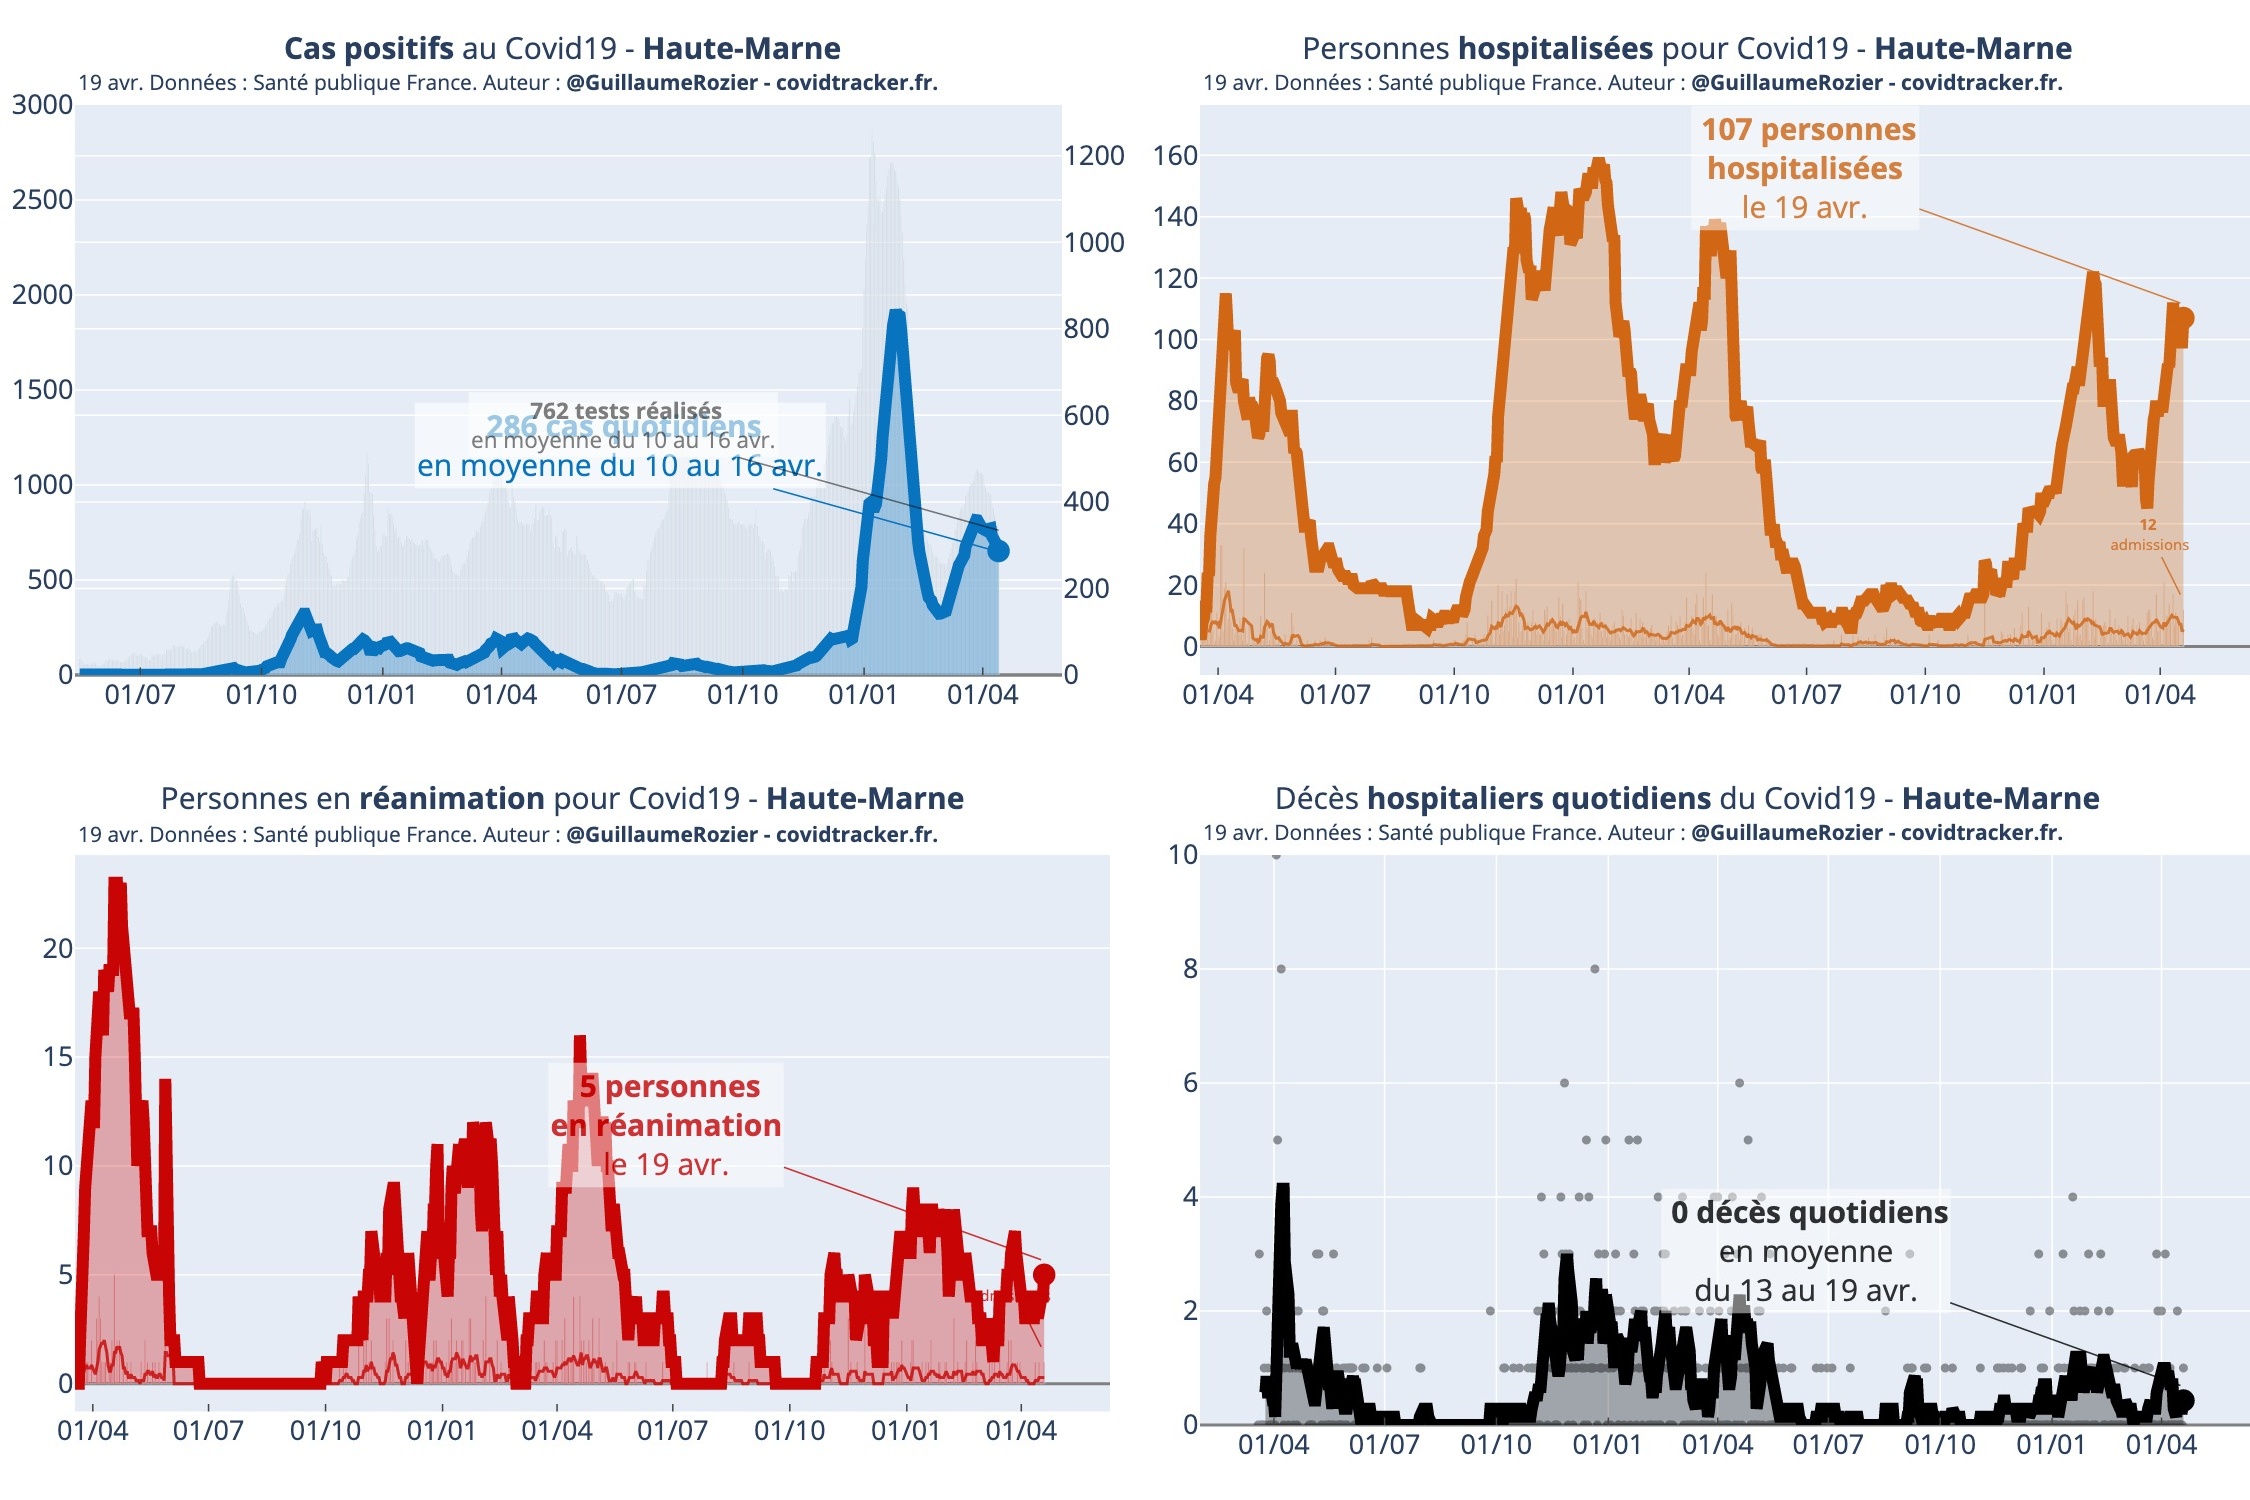 Cas positifs au Covid19 - Haute-Marne
19 avr. Données : Santé publique France. Auteur : @GuillaumeRozier - covidtracker.fr.
3000
2500
2000
1500
1000
500
0
1200
1000
800
600
400
200
0
762 tests réalisés
en moyenne du 10 au 16 avr.
286 cas quotidiens
en moyenne du 10 au 16 avr.
01/07 01/10 01/01 01/04 01/07 01/10 01/01 01/04
Personnes hospitalisées pour Covid19 - Haute-Marne
19 avr. Données : Santé publique France. Auteur : @GuillaumeRozier - covidtracker.fr.
160
140
120
100
80
60
40
20
0
107 personnes
hospitalisées
le 19 avr.
12
admissions
01/04 01/07 01/10 01/01 01/04 01/07 01/10 01/01 01/04
Personnes en réanimation pour Covid19 - Haute-Marne
19 avr. Données : Santé publique France. Auteur : @GuillaumeRozier - covidtracker.fr.
20
15
10
5
0
5 personnes
en réanimation
le 19 avr.
01/04 01/07 01/10 01/01 01/04 01/07 01/10 01/01 01/04
Décès hospitaliers quotidiens du Covid19 - Haute-Marne
19 avr. Données : Santé publique France. Auteur : @GuillaumeRozier - covidtracker.fr.
10
8
6
4
2
0
0 décès quotidiens
en moyenne
du 13 au 19 avr.
01/04 01/07 01/10 01/01 01/04 01/07 01/10 01/01 01/04